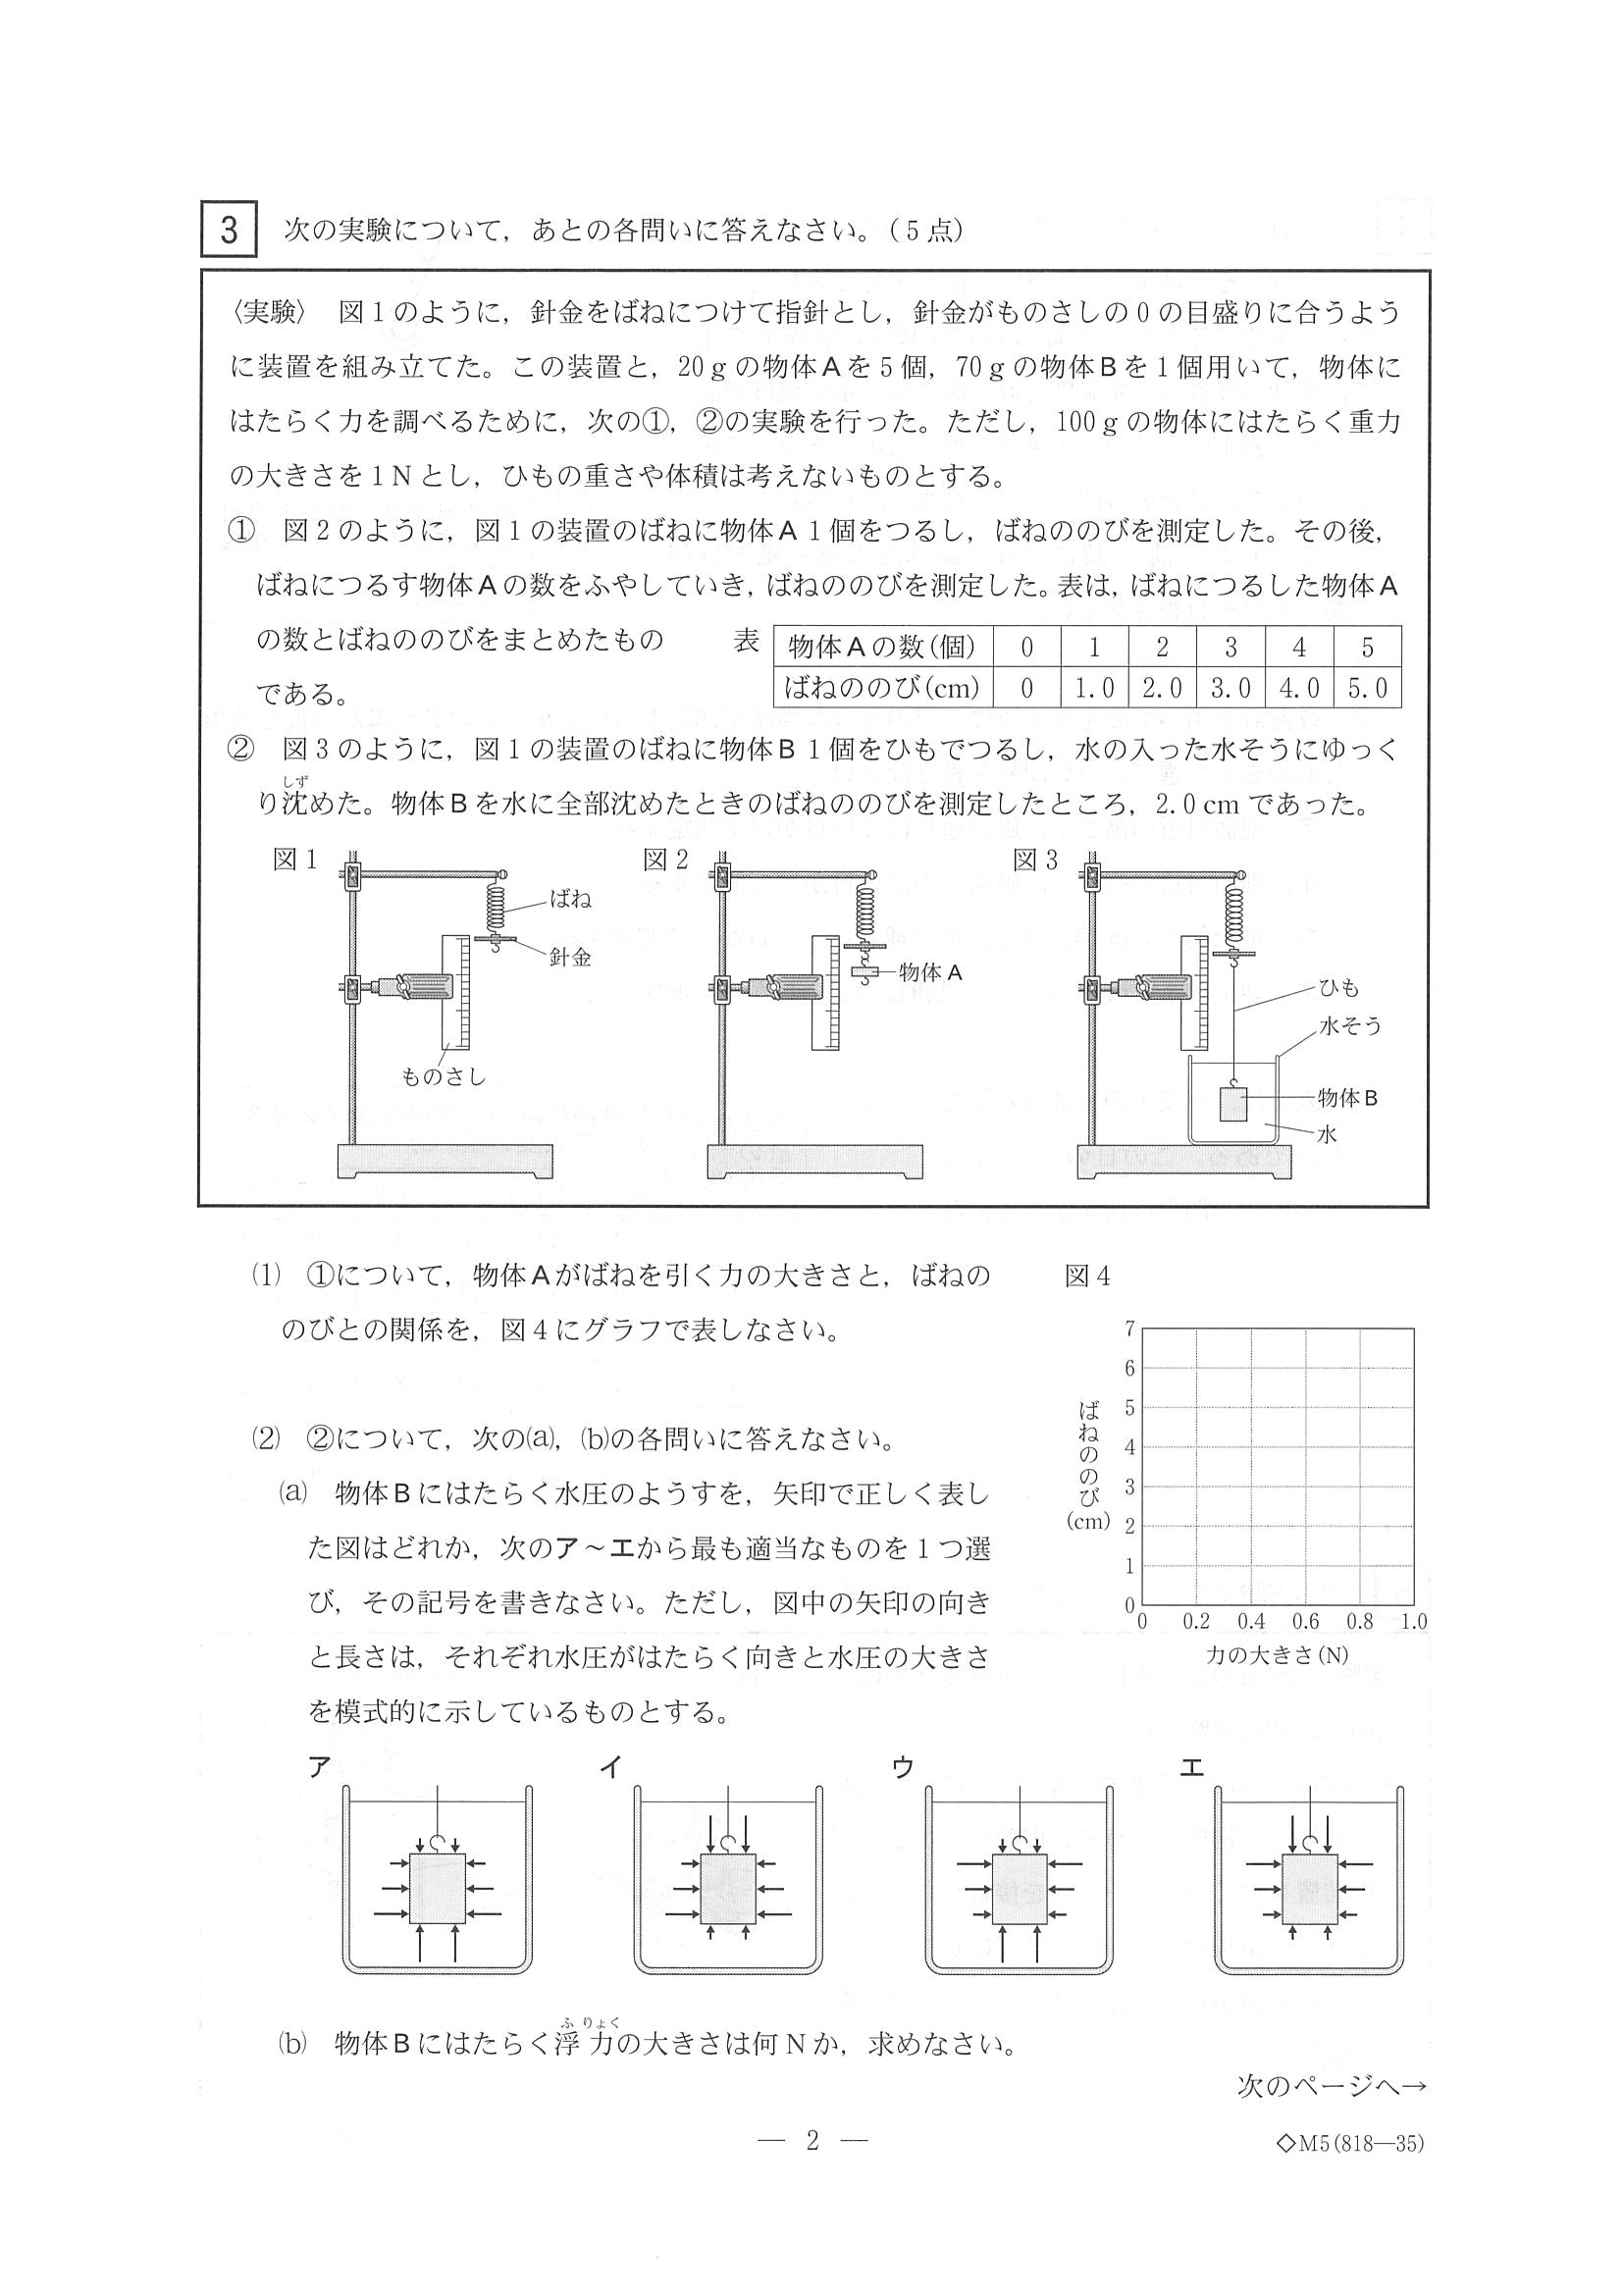 3 次の実験について，あとの各問いに答えなさい。（5点）
〈実験〉 図1のように，針金をばねにつけて指針とし，針金がものさしの0の目盛りに合うよう
に装置を組み立てた。この装置と，20gの物体Aを5個，70gの物体Bを1個用いて，物体に
はたらく力を調べるために，次の①，②の実験を行った。ただし，100gの物体にはたらく重力
の大きさを1Nとし，ひもの重さや体積は考えないものとする。
① 図2のように，図1の装置のばねに物体A1個をつるし，ばねののびを測定した。その後，
ばねにつるす物体Aの数をふやしていき，ばねののびを測定した。表は，ばねにつるした物体A
の数とばねののびをまとめたもの
である。
表
物体Aの数(個) 0 1 2 3 4 5
ばねののび(cm) 0 1.0 2.0 3.0 4.0 5.0
② 図3のように，図1の装置のばねに物体B1個をひもでつるし，水の入った水そうにゆっく
しず
り沈めた。物体Bを水に全部沈めたときのばねののびを測定したところ，2.0cmであった。
図1
ばね
針金
ものさし
図2
物体A
図3
ひも
水そう
物体B
水
(1) ①について，物体Aがばねを引く力の大きさと，ばねの
のびとの関係を，図4にグラフで表しなさい。
図4
7
6
5
4
3
2
1
0
ばねののび
(cm)
0 0.2 0.4 0.6 0.8 1.0
力の大きさ(N)
(2) ②について，次の(a)，(b)の各問いに答えなさい。
(a) 物体Bにはたらく水圧のようすを，矢印で正しく表し
た図はどれか，次のア～エから最も適当なものを1つ選
び，その記号を書きなさい。ただし，図中の矢印の向き
と長さは，それぞれ水圧がはたらく向きと水圧の大きさ
を模式的に示しているものとする。
ア イ ウ エ
ふ りょく
(b) 物体Bにはたらく浮力の大きさは何Nか，求めなさい。
次のページへ→
— 2 —
◇M5(818—35)